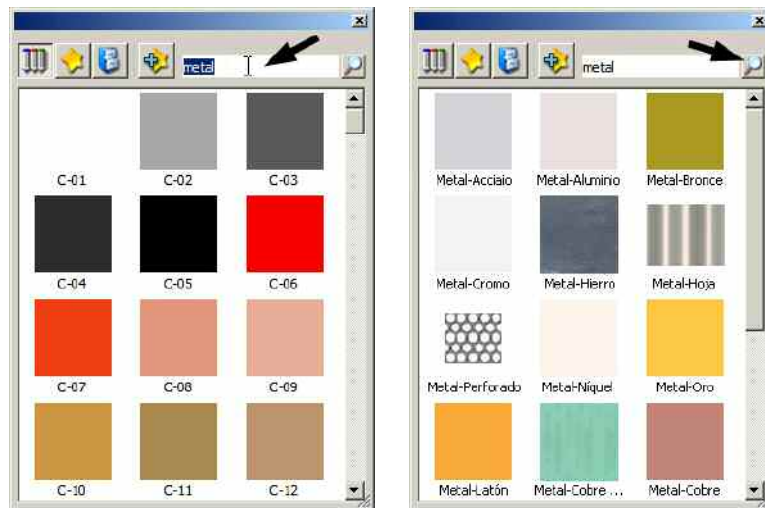 metal
C-01 C-02 C-03
C-04 C-05 C-06
C-07 C-08 C-09
C-10 C-11 C-12
metal
Metal-Acciaio Metal-Aluminio Metal-Bronce
Metal-Cromo Metal-Hierro Metal-Hoja
Metal-Perforado Metal-Níquel Metal-Oro
Metal-Latón Metal-Cobre ... Metal-Cobre